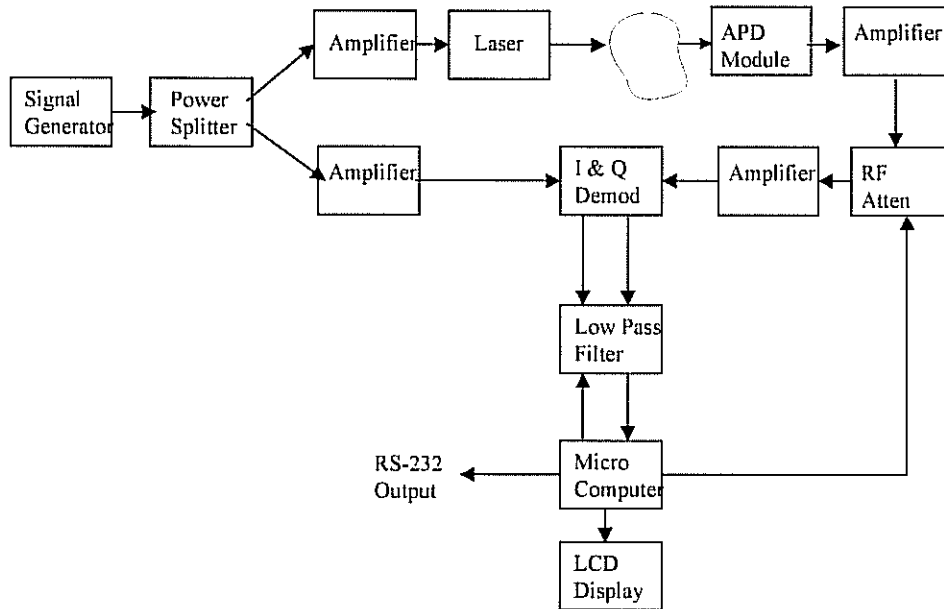 Amplifier
Laser
APD
Module
Amplifier
Signal
Generator
Power
Splitter
Amplifier
I & Q
Demod
Amplifier
RF
Atten
Low Pass
Filter
RS-232
Output
Micro
Computer
LCD
Display